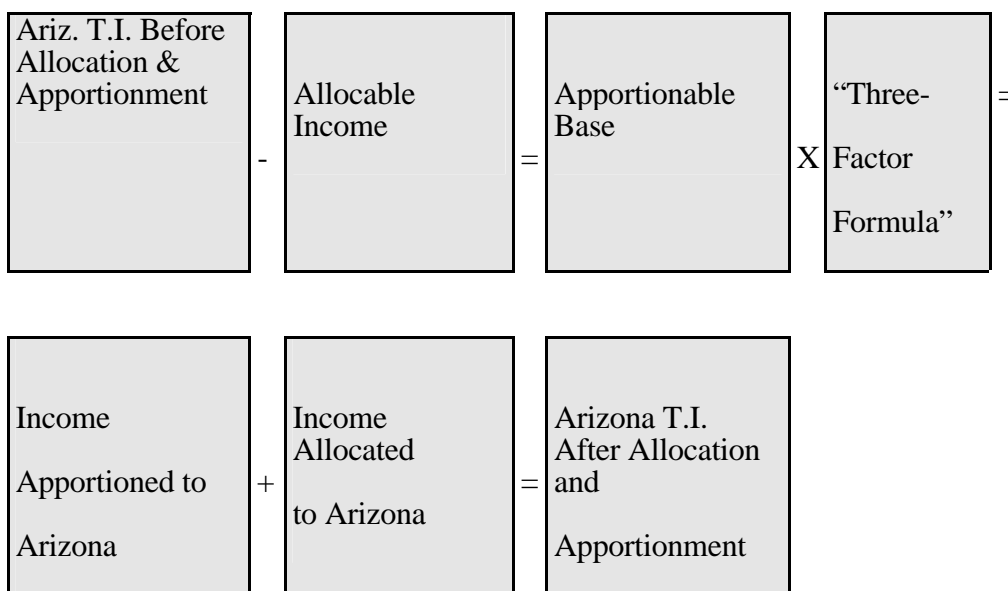 Ariz. T.I. Before
Allocation &
Apportionment
-
Allocable
Income
=
Apportionable
Base
X
“Three-
Factor
Formula”
=
Income
Apportioned to
Arizona
+
Income
Allocated
to Arizona
=
Arizona T.I.
After Allocation
and
Apportionment